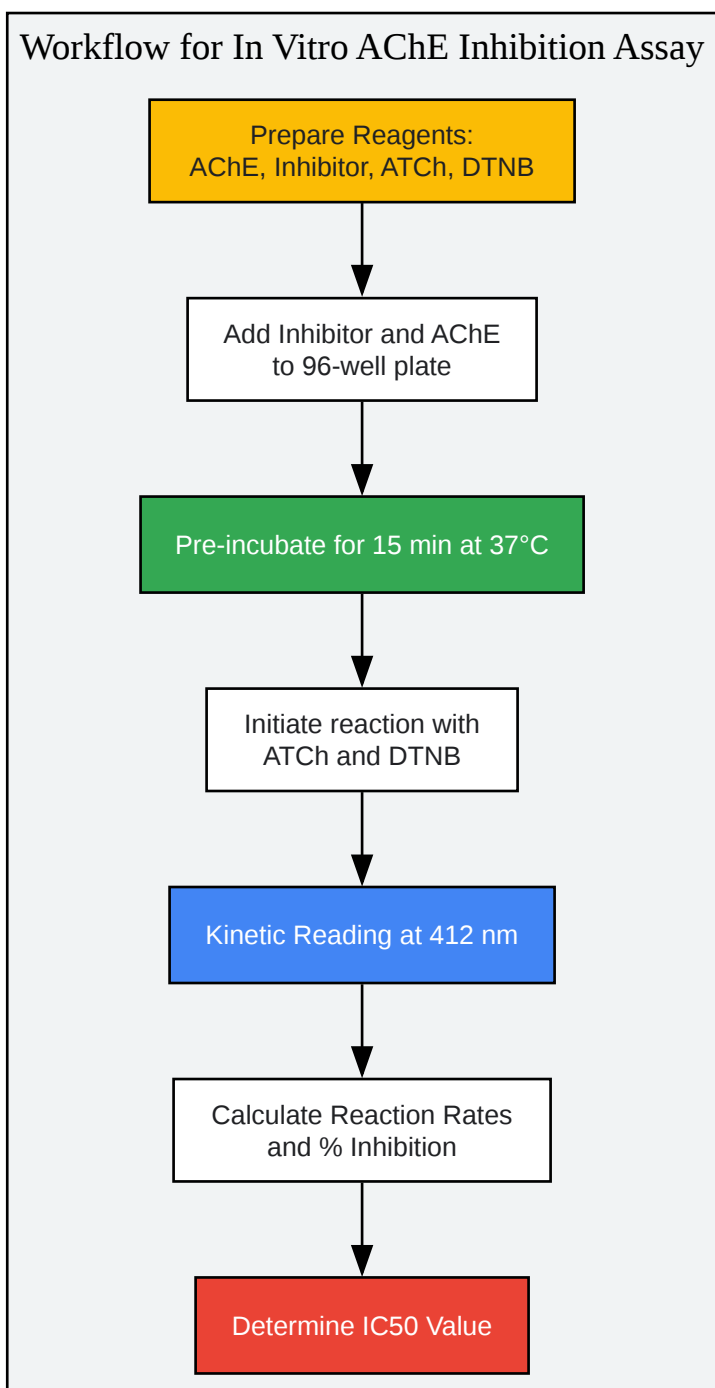 Workflow for In Vitro AChE Inhibition Assay
Prepare Reagents:
AChE, Inhibitor, ATCh, DTNB
Add Inhibitor and AChE
to 96-well plate
Pre-incubate for 15 min at 37°C
Initiate reaction with
ATCh and DTNB
Kinetic Reading at 412 nm
Calculate Reaction Rates
and % Inhibition
Determine IC50 Value